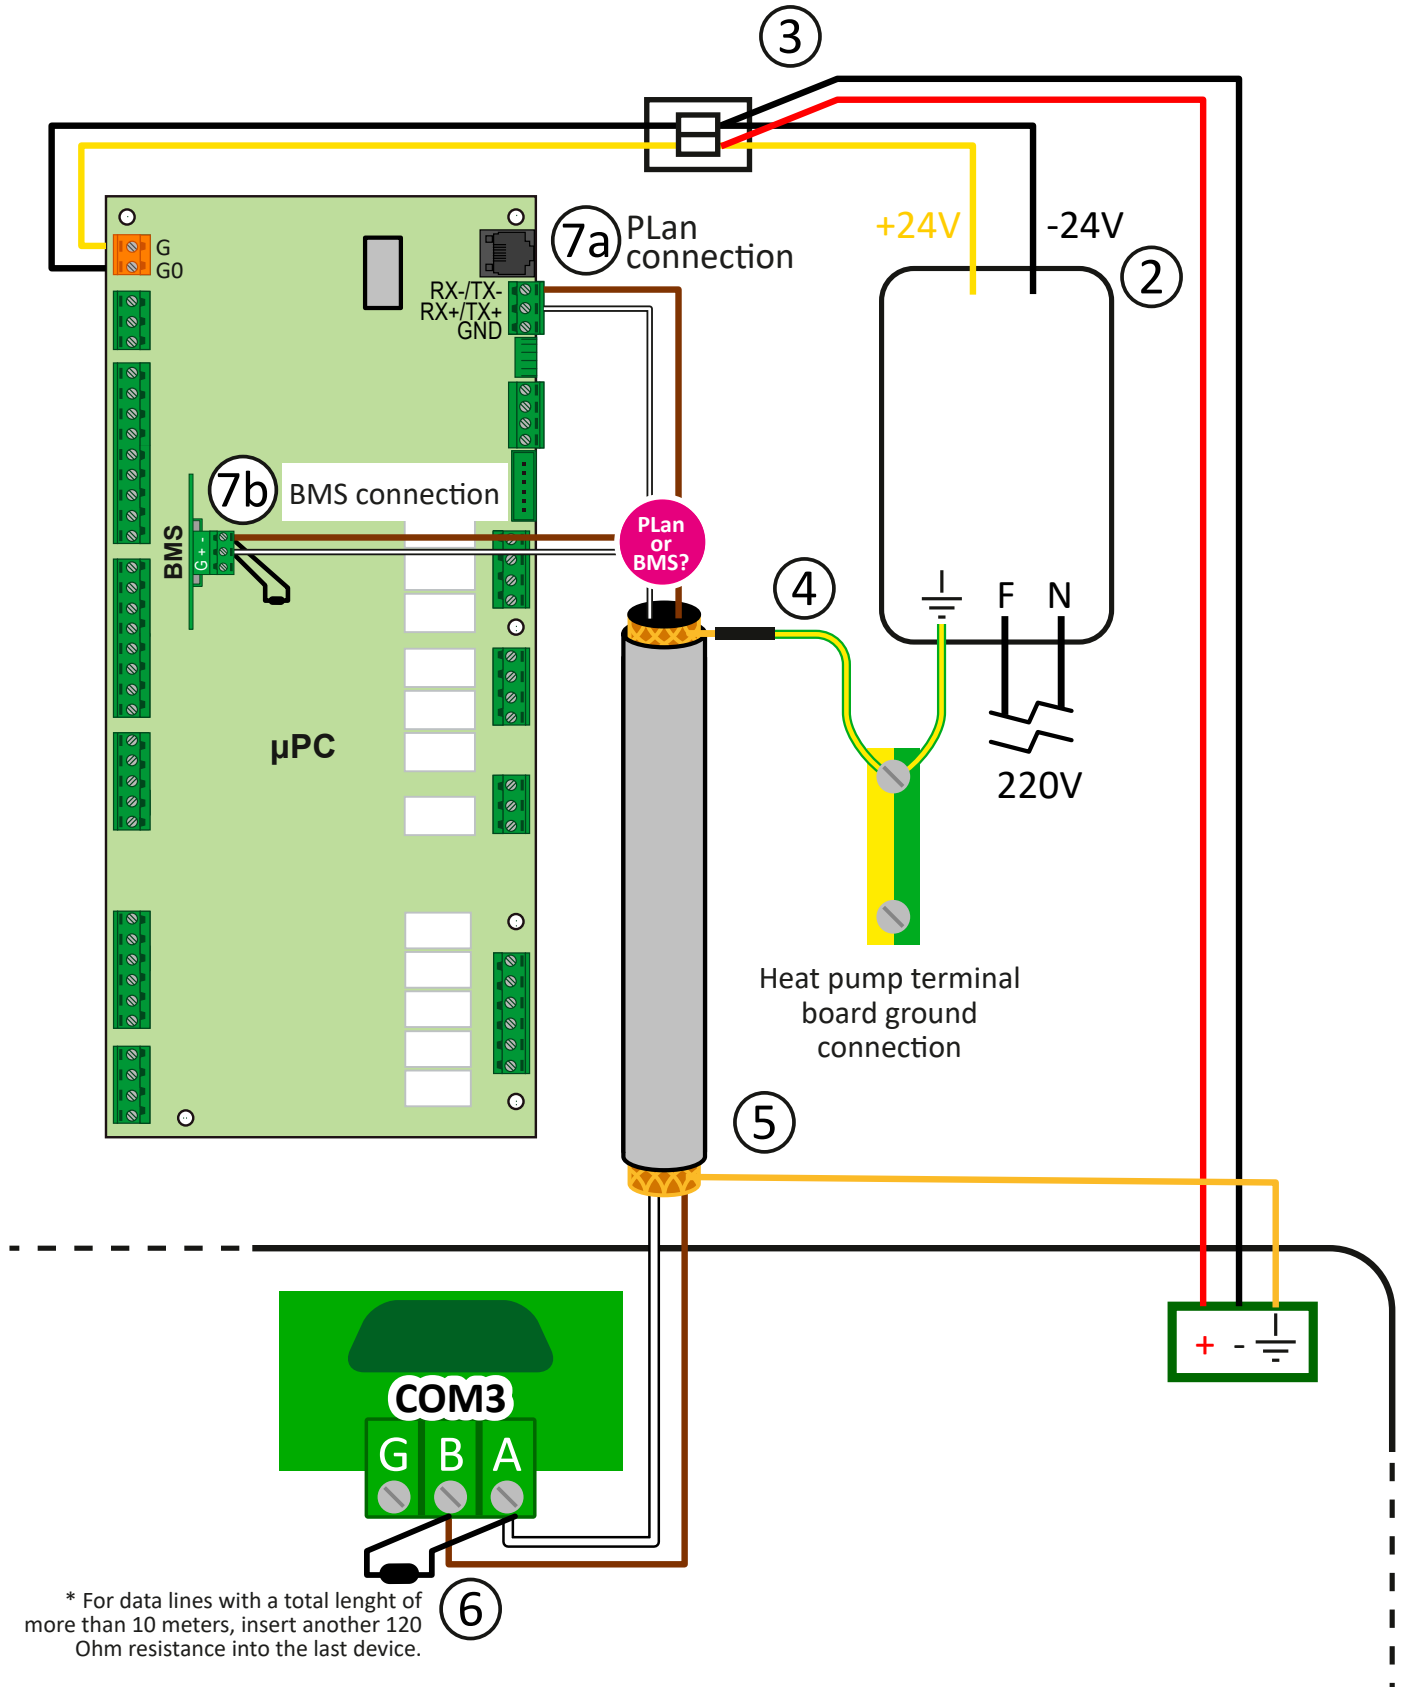 3
7a
PLan
connection
+24V
-24V
2
G
G0
RX-/TX-
RX+/TX+
GND
7b
BMS connection
BMS
G + -
PLan
or
BMS?
4
F N
µPC
220V
Heat pump terminal
board ground
connection
5
+ -
COM3
G B A
* For data lines with a total lenght of
more than 10 meters, insert another 120
Ohm resistance into the last device.
6